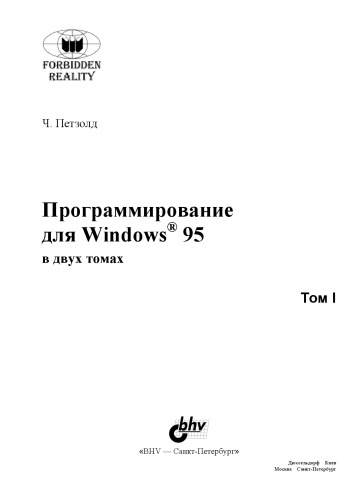 FORBIDDEN
REALITY
Ч. Петзолд
Программирование
для Windows® 95
в двух томах
Том I
bhv
«BHV — Санкт-Петербург»
Дюссельдорф Киев
Москва Санкт-Петербург